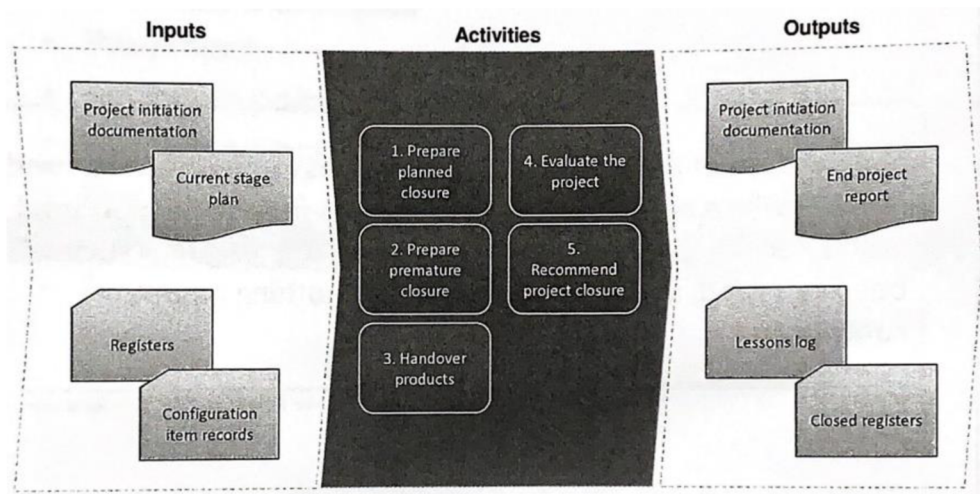 Inputs
Activities
Outputs
Project initiation
documentation
Current stage
plan
Registers
Configuration
item records
1. Prepare
planned
closure
2. Prepare
premature
closure
3. Handover
products
4. Evaluate the
project
5.
Recommend
project closure
Project initiation
documentation
End project
report
Lessons log
Closed registers